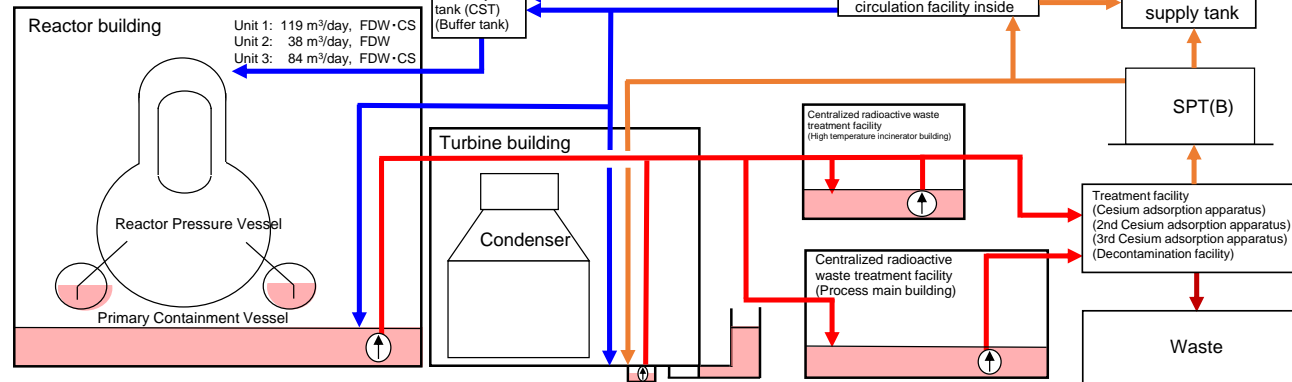 tank (CST)
(Buffer tank)
circulation facility inside
supply tank
Reactor building
Unit 1: 119 m³/day, FDW・CS
Unit 2: 38 m³/day, FDW
Unit 3: 84 m³/day, FDW・CS
SPT(B)
Centralized radioactive waste
treatment facility
(High temperature incinerator building)
Turbine building
Treatment facility
(Cesium adsorption apparatus)
(2nd Cesium adsorption apparatus)
(3rd Cesium adsorption apparatus)
(Decontamination facility)
Reactor Pressure Vessel
Condenser
Centralized radioactive
waste treatment facility
(Process main building)
Primary Containment Vessel
Waste